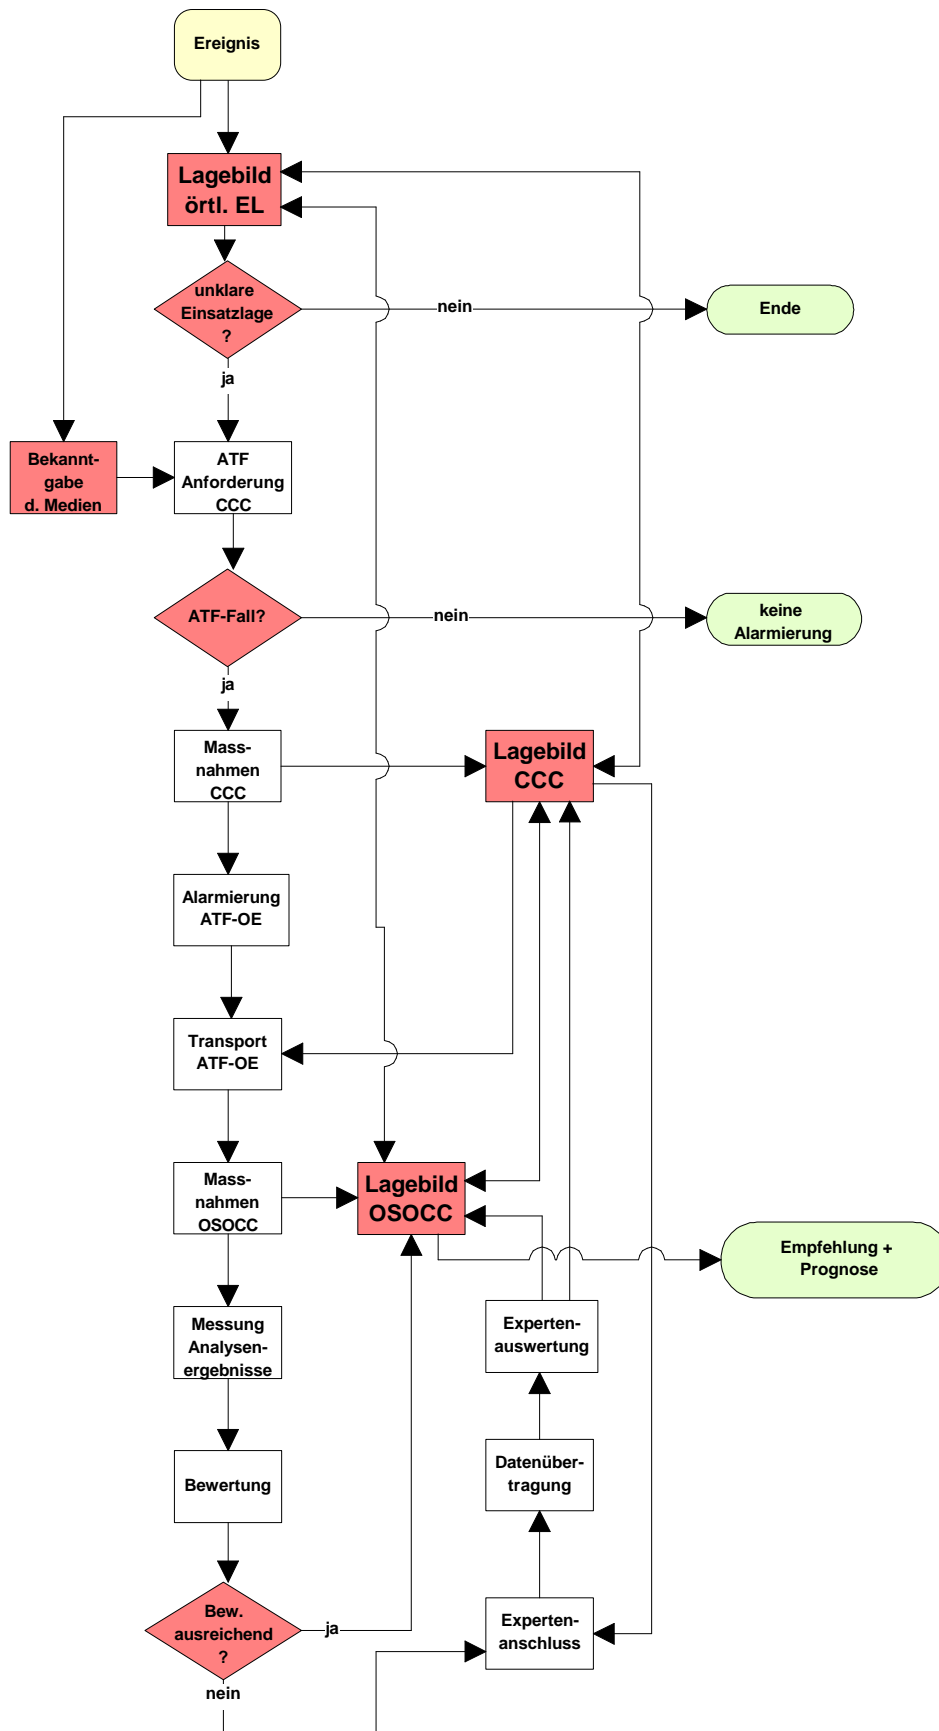 Ereignis
Lagebild
örtl. EL
unklare
Einsatzlage
?
nein
Ende
ja
Bekannt-
gabe
d. Medien
ATF
Anforderung
CCC
ATF-Fall?
nein
keine
Alarmierung
ja
Mass-
nahmen
CCC
Lagebild
CCC
Alarmierung
ATF-OE
Transport
ATF-OE
Mass-
nahmen
OSOCC
Lagebild
OSOCC
Empfehlung +
Prognose
Messung
Analysen-
ergebnisse
Experten-
auswertung
Bewertung
Datenüber-
tragung
Bew.
ausreichend
?
ja
Experten-
anschluss
nein